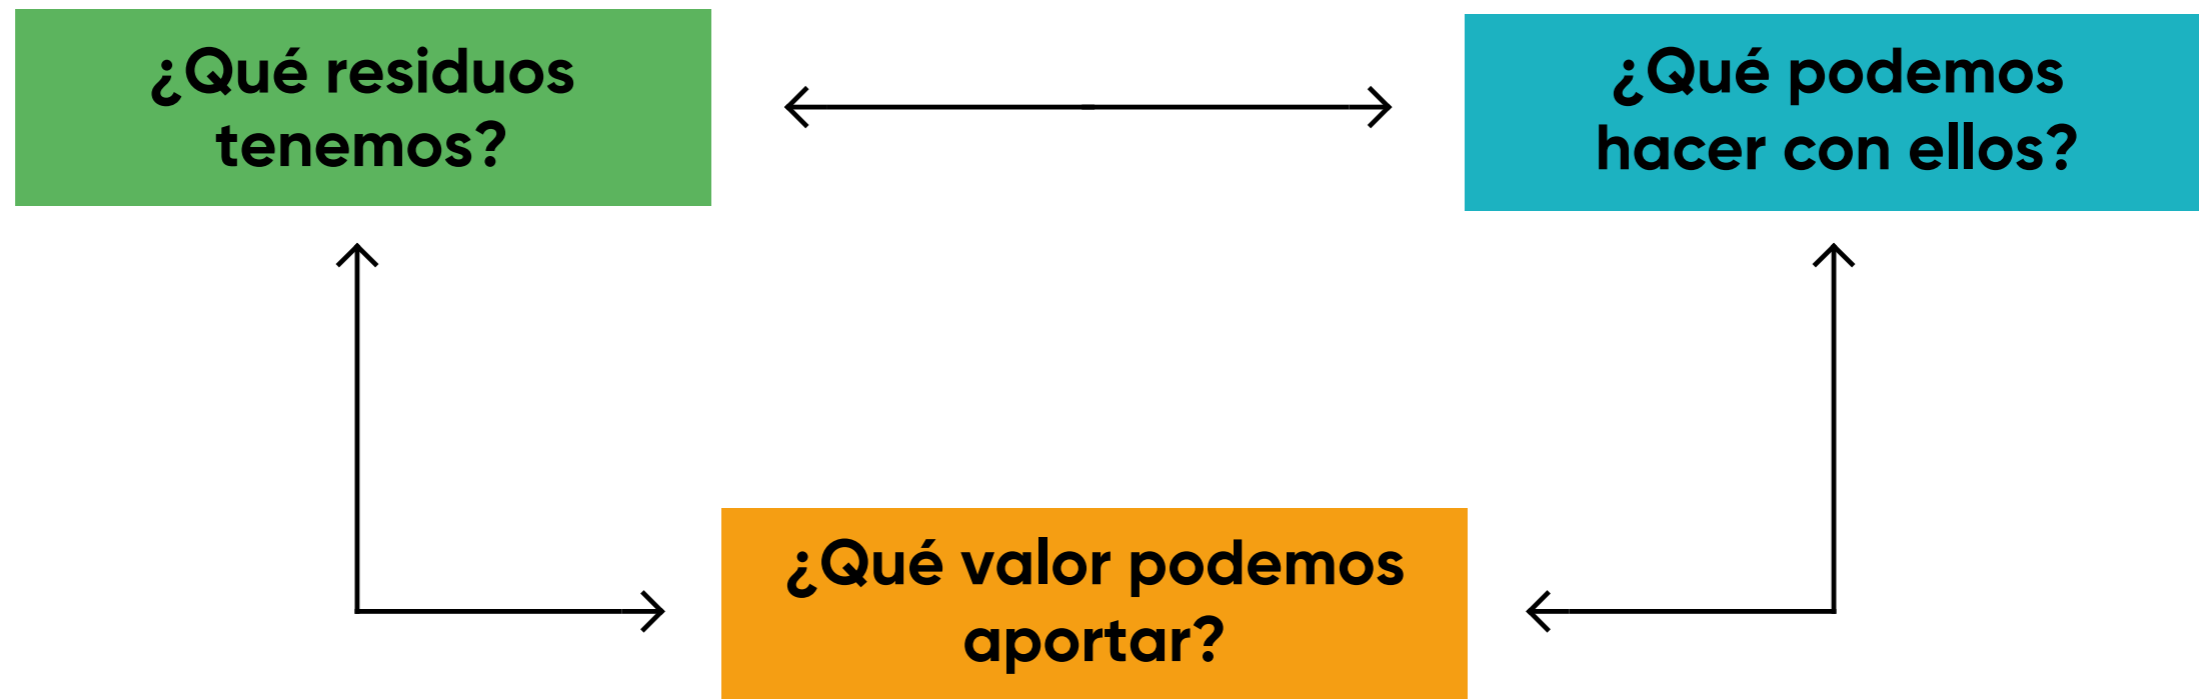 ¿Qué residuos
tenemos?
¿Qué podemos
hacer con ellos?
¿Qué valor podemos
aportar?